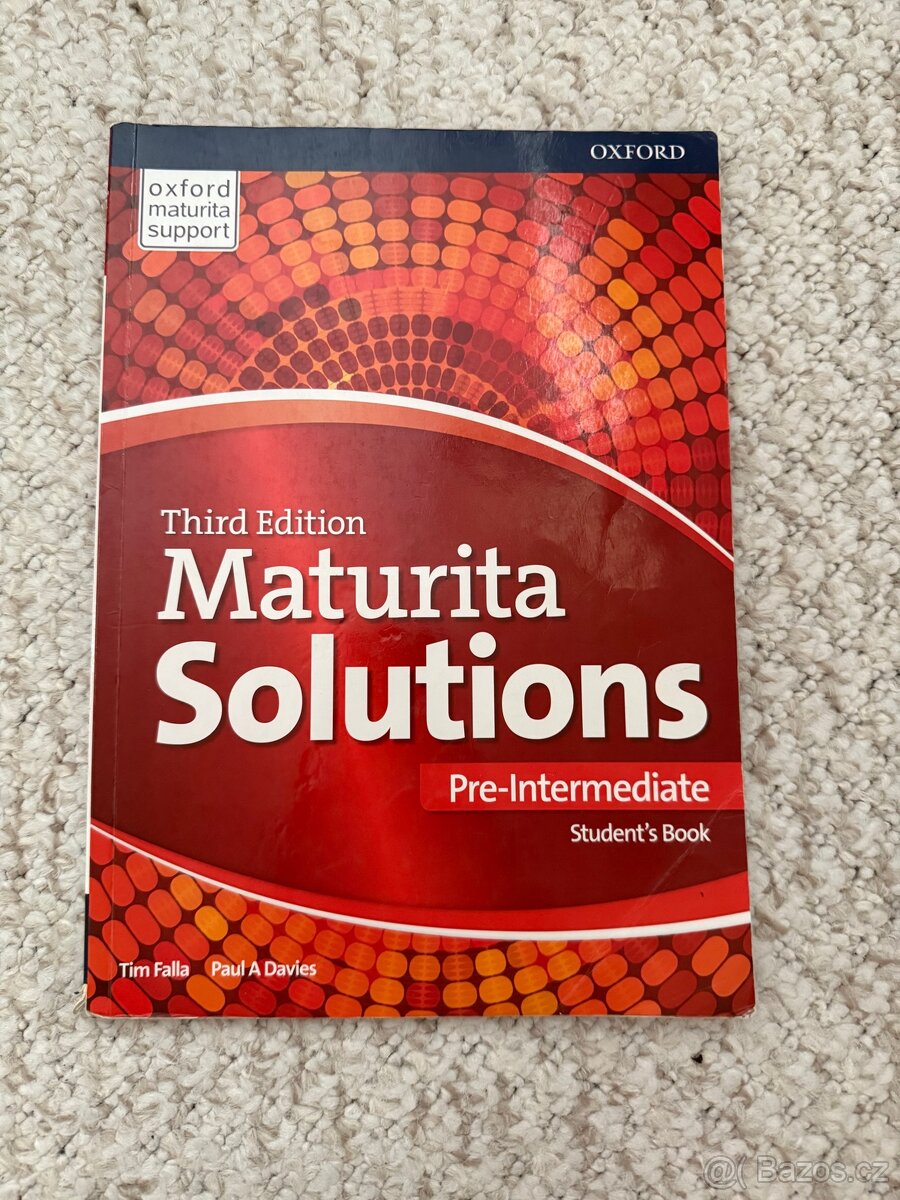 OXFORD
oxford
maturita
support
Third Edition
Maturita
Solutions
Pre-Intermediate
Student's Book
Tim Falla Paul A Davies
@( Bazos.cz